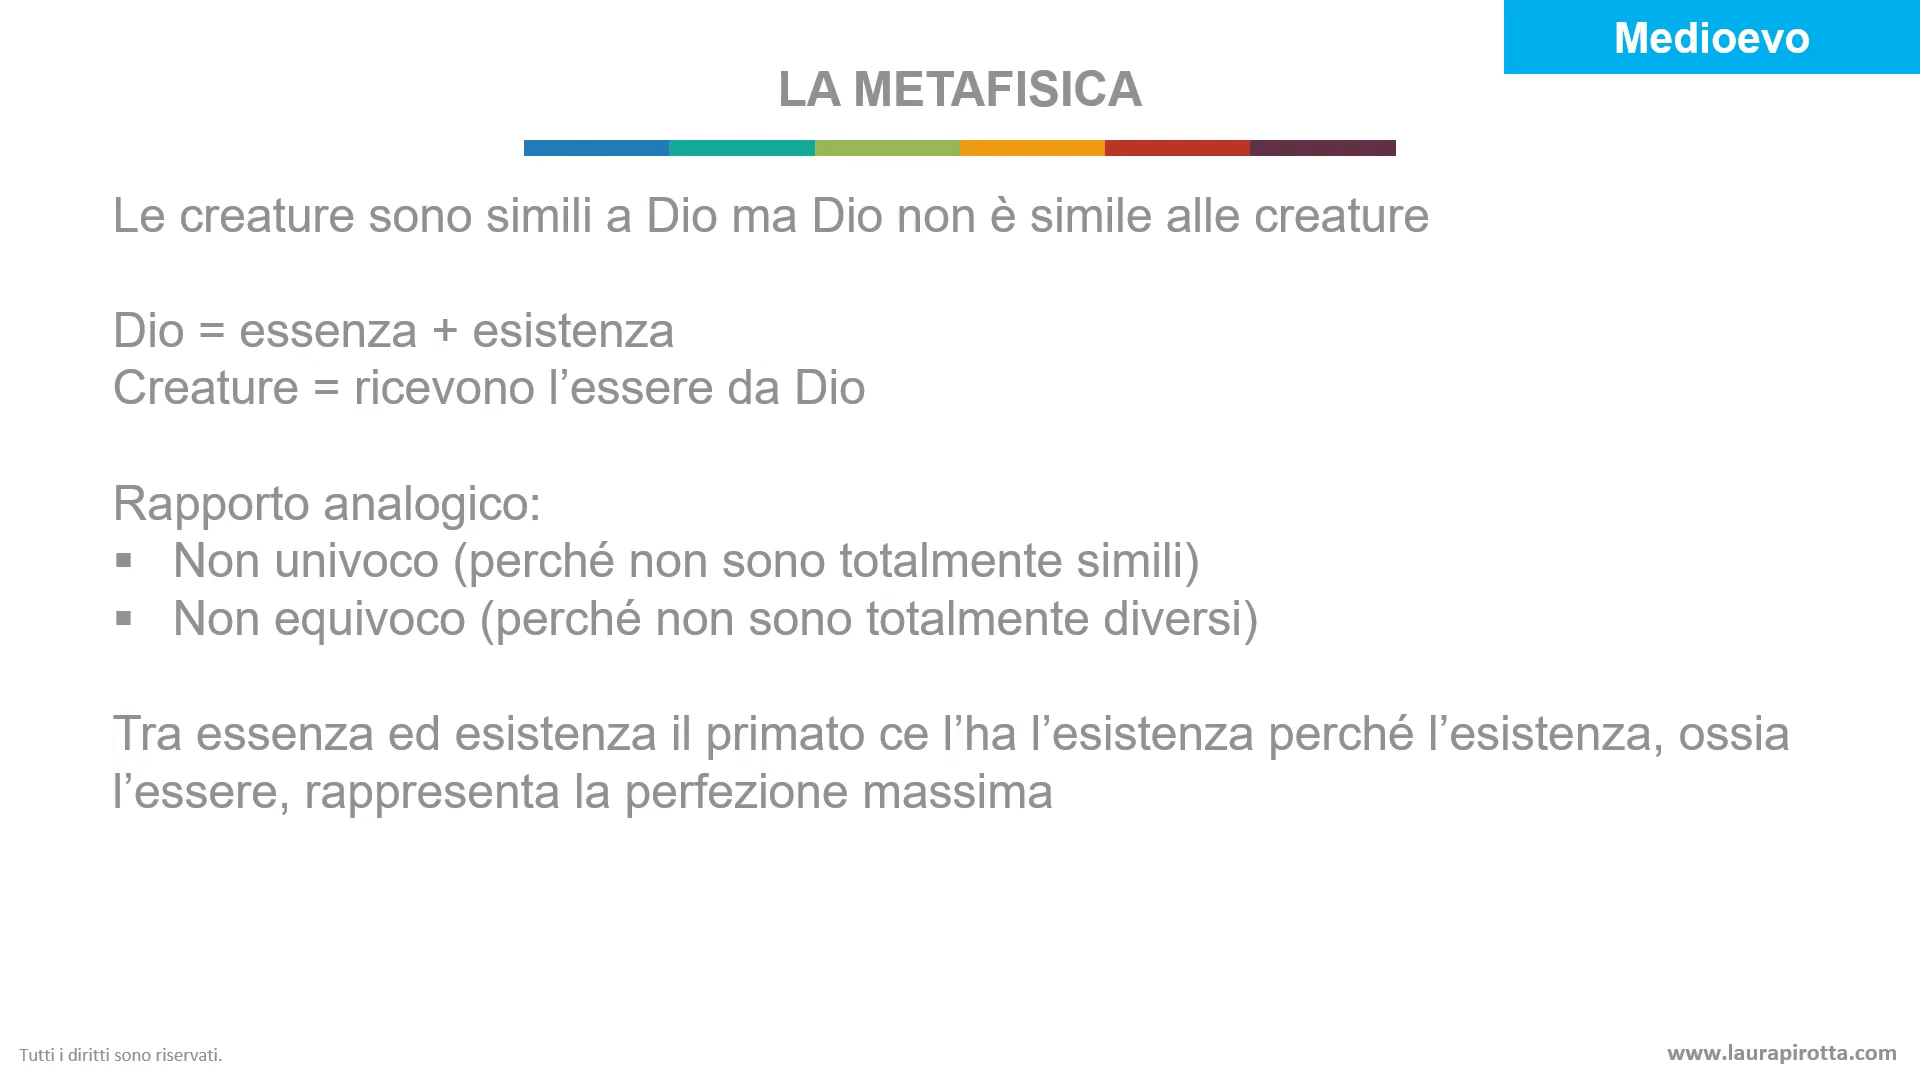 Medioevo
LA METAFISICA
Le creature sono simili a Dio ma Dio non è simile alle creature
Dio = essenza + esistenza
Creature = ricevono l’essere da Dio
Rapporto analogico:
▪ Non univoco (perché non sono totalmente simili)
▪ Non equivoco (perché non sono totalmente diversi)
Tra essenza ed esistenza il primato ce l’ha l’esistenza perché l’esistenza, ossia
l’essere, rappresenta la perfezione massima
Tutti i diritti sono riservati.
www.laurapirotta.com